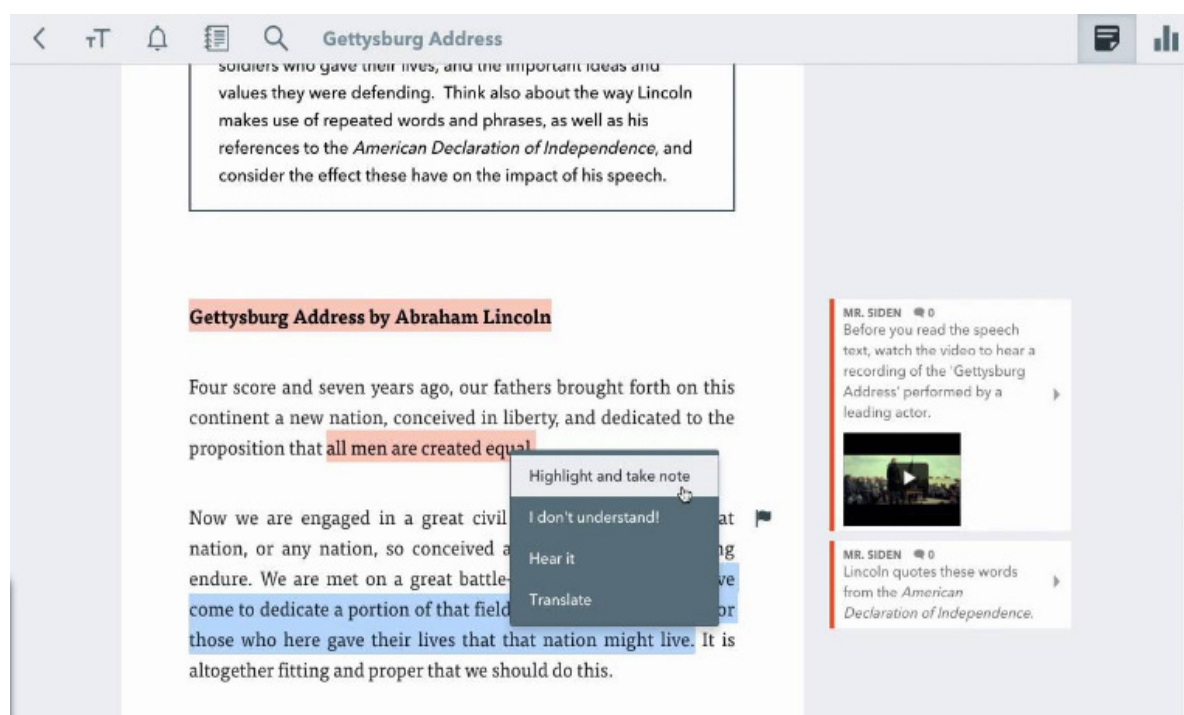 тT
Gettysburg Address
soldiers who gave their lives, and the important ideas and
values they were defending. Think also about the way Lincoln
makes use of repeated words and phrases, as well as his
references to the American Declaration of Independence, and
consider the effect these have on the impact of his speech.
Gettysburg Address by Abraham Lincoln
Four score and seven years ago, our fathers brought forth on this
continent a new nation, conceived in liberty, and dedicated to the
proposition that all men are created equal
Now we are engaged in a great civil at
nation, or any nation, so conceived a ng
endure. We are met on a great battle- ve
come to dedicate a portion of that field or
those who here gave their lives that that nation might live. It is
altogether fitting and proper that we should do this.
Highlight and take note
I don't understand!
Hear it
Translate
MR. SIDEN 0
Before you read the speech
text, watch the video to hear a
recording of the 'Gettysburg
Address' performed by a
leading actor.
MR. SIDEN 0
Lincoln quotes these words
from the American
Declaration of Independence.